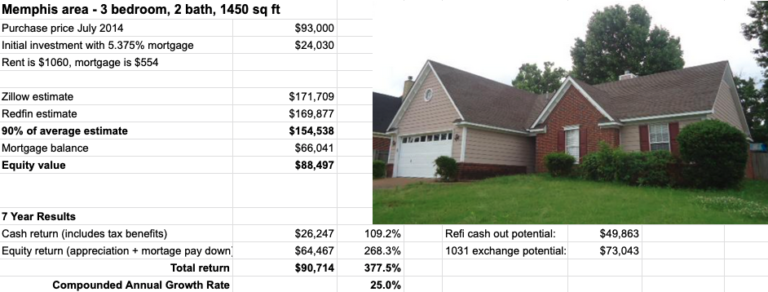 Memphis area - 3 bedroom, 2 bath, 1450 sq ft
Purchase price July 2014 $93,000
Initial investment with 5.375% mortgage $24,030
Rent is $1060, mortgage is $554
Zillow estimate $171,709
Redfin estimate $169,877
90% of average estimate $154,538
Mortgage balance $66,041
Equity value $88,497
7 Year Results
Cash return (includes tax benefits) $26,247 109.2% Refi cash out potential: $49,863
Equity return (appreciation + mortage pay down) $64,467 268.3% 1031 exchange potential: $73,043
Total return $90,714 377.5%
Compounded Annual Growth Rate 25.0%